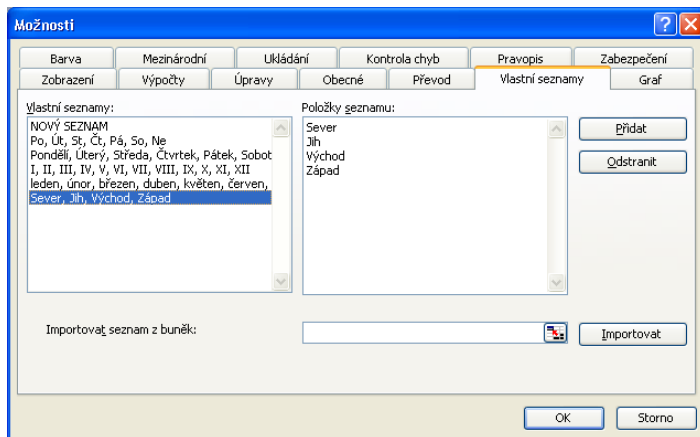 Možnosti
Barva Mezinárodní Ukládání Kontrola chyb Pravopis Zabezpečení
Zobrazení Výpočty Úpravy Obecné Převod Vlastní seznamy Graf
Vlastní seznamy:
NOVÝ SEZNAM
Po, Út, St, Čt, Pá, So, Ne
Pondělí, Úterý, Středa, Čtvrtek, Pátek, Sobot
I, II, III, IV, V, VI, VII, VIII, IX, X, XI, XII
leden, únor, březen, duben, květen, červen,
Sever, Jih, Východ, Západ
Položky seznamu:
Sever
Jih
Východ
Západ
Přidat
Odstranit
Importovat seznam z buněk:
Importovat
OK Storno